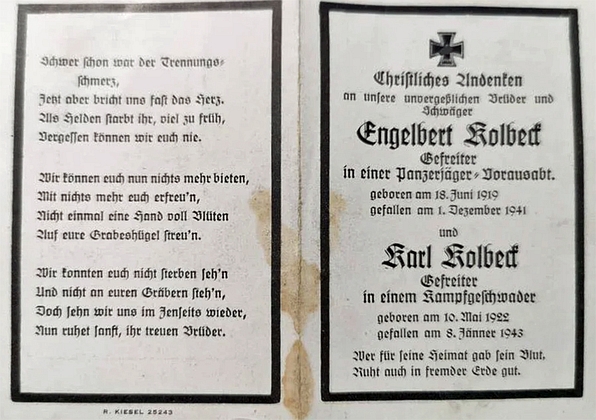 Schwer schon war der Trennungs-
schmerz,
Jetzt aber bricht uns fast das Herz.
Als Helden starbt ihr, viel zu früh,
Vergessen können wir euch nie.
Wir können euch nun nichts mehr bieten,
Mit nichts mehr euch erfreu'n,
Nicht einmal eine Hand voll Blüten
Auf eure Grabeshügel streu'n.
Wir konnten euch nicht sterben seh'n
Und nicht an euren Gräbern steh'n,
Doch sehn wir uns im Jenseits wieder,
Nun ruhet sanft, ihr treuen Brüder.
R. KIESEL 25243
Christliches Andenken
an unsere unvergeßlichen Brüder und
Schwäger
Engelbert Kolbeck
Gefreiter
in einer Panzerjäger-Vorausabt.
geboren am 18. Juni 1919
gefallen am 1. Dezember 1941
und
Karl Kolbeck
Gefreiter
in einem Kampfgeschwader
geboren am 10. Mai 1922
gefallen am 8. Jänner 1943
Wer für seine Heimat gab sein Blut,
Ruht auch in fremder Erde gut.